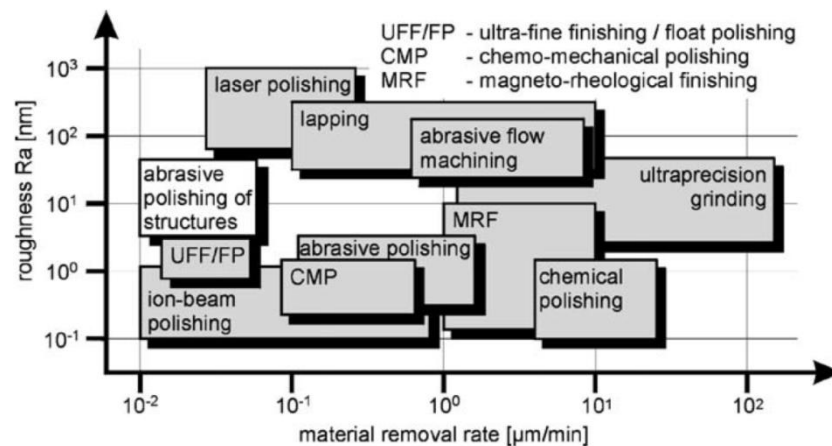 UFF/FP - ultra-fine finishing / float polishing
CMP - chemo-mechanical polishing
MRF - magneto-rheological finishing
roughness Ra [nm]
10³
10²
10¹
10⁰
10⁻¹
laser polishing
lapping
abrasive flow
machining
ultraprecision
grinding
abrasive
polishing of
structures
MRF
UFF/FP
abrasive polishing
CMP
chemical
polishing
ion-beam
polishing
10⁻²
10⁻¹
10⁰
10¹
10²
material removal rate [µm/min]